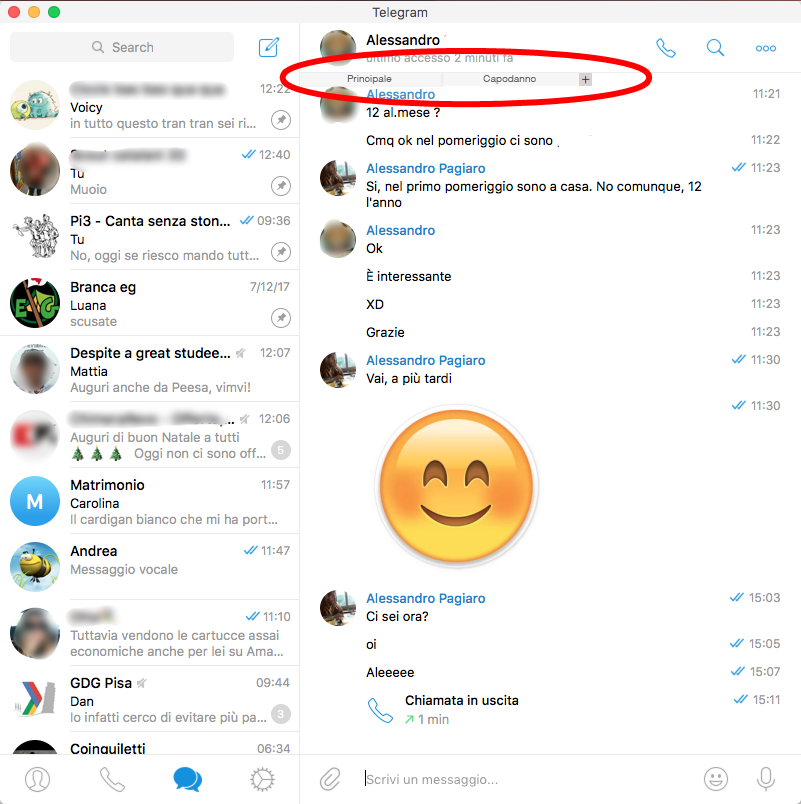 Telegram
Search
Alessandro
ultimo accesso 2 minuti fa
Principale
Capodanno
+
12:22
Voicy
in tutto questo tran tran sei ri...
12:40
Tu
Muoio
Pi3 - Canta senza ston...
09:36
Tu
No, oggi se riesco mando tutt...
Branca eg
7/12/17
Luana
scusate
Despite a great studee...
12:07
Mattia
Auguri anche da Peesa, vimvi!
12:06
Auguri di buon Natale a tutti
Oggi non ci sono off...
5
M
Matrimonio
11:57
Carolina
Il cardigan bianco che mi ha port...
Andrea
11:47
Messaggio vocale
11:10
Tuttavia vendono le cartucce assai
economiche anche per lei su Ama...
GDG Pisa
09:44
Dan
Io infatti cerco di evitare più pa...
3
Coinquiletti
06:34
Alessandro
11:21
12 al.mese ?
Cmq ok nel pomeriggio ci sono
11:22
Alessandro Pagiaro
11:23
Si, nel primo pomeriggio sono a casa. No comunque, 12
l'anno
Alessandro
11:23
Ok
È interessante
11:23
XD
11:23
Grazie
11:23
Alessandro Pagiaro
11:30
Vai, a più tardi
11:30
Alessandro Pagiaro
15:03
Ci sei ora?
oi
15:05
Aleeeee
15:07
Chiamata in uscita
15:11
1 min
Scrivi un messaggio...